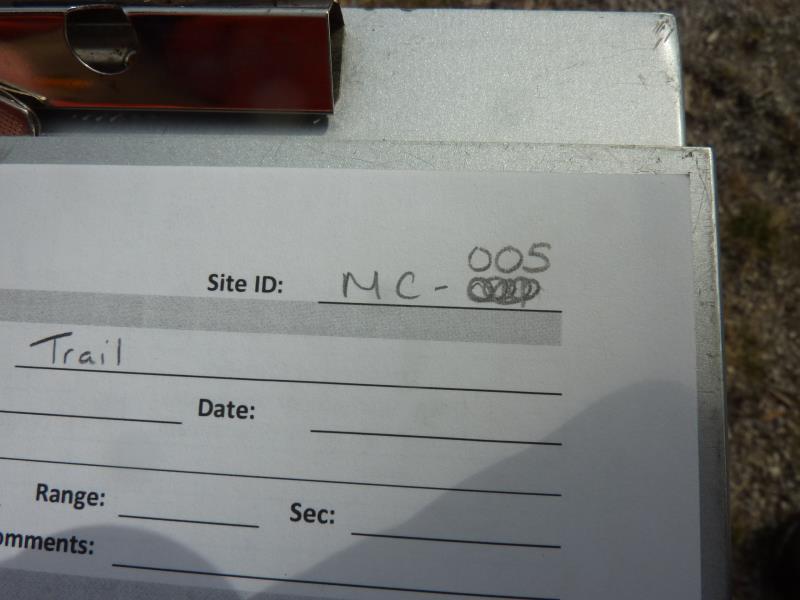 005
Site ID: MC-
Trail
Date:
Range: Sec:
omments: